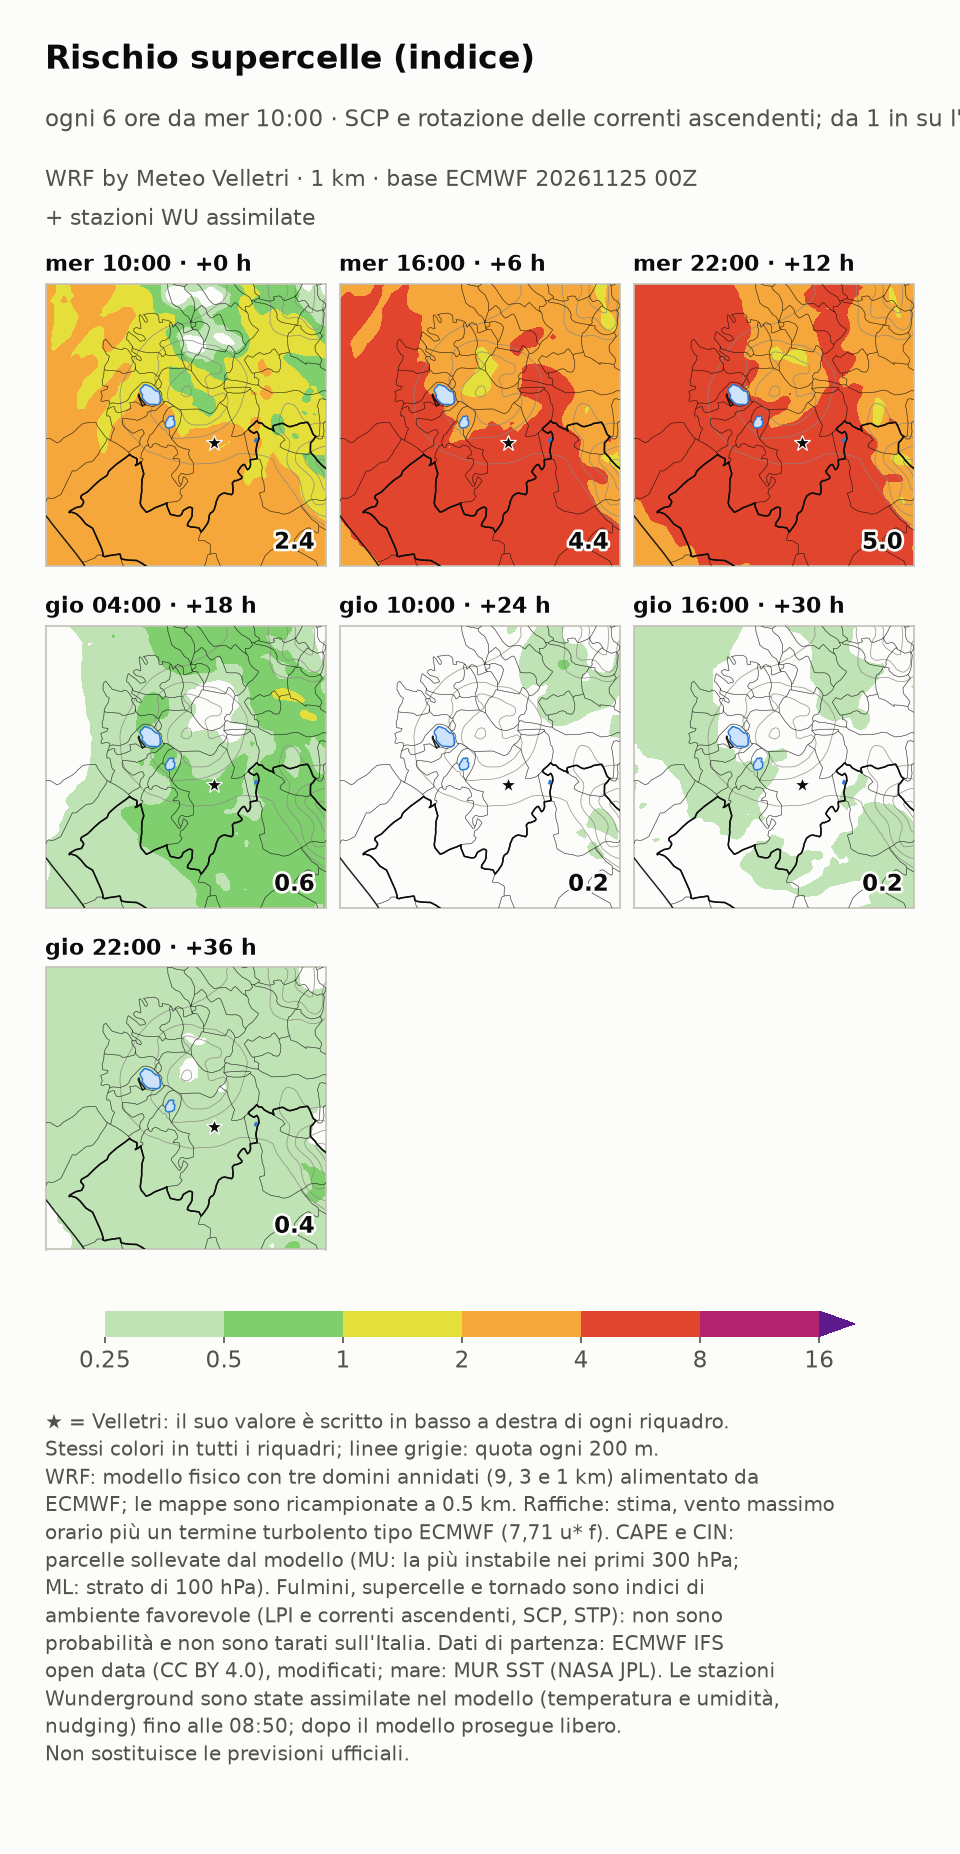 Rischio supercelle (indice)
ogni 6 ore da mer 10:00 · SCP e rotazione delle correnti ascendenti; da 1 in su l'
WRF by Meteo Velletri · 1 km · base ECMWF 20261125 00Z
+ stazioni WU assimilate
mer 10:00 · +0 h
mer 16:00 · +6 h
mer 22:00 · +12 h
2.4
4.4
5.0
gio 04:00 · +18 h
gio 10:00 · +24 h
gio 16:00 · +30 h
0.6
0.2
0.2
gio 22:00 · +36 h
0.4
0.25 0.5 1 2 4 8 16
★ = Velletri: il suo valore è scritto in basso a destra di ogni riquadro.
Stessi colori in tutti i riquadri; linee grigie: quota ogni 200 m.
WRF: modello fisico con tre domini annidati (9, 3 e 1 km) alimentato da
ECMWF; le mappe sono ricampionate a 0.5 km. Raffiche: stima, vento massimo
orario più un termine turbolento tipo ECMWF (7,71 u* f). CAPE e CIN:
parcelle sollevate dal modello (MU: la più instabile nei primi 300 hPa;
ML: strato di 100 hPa). Fulmini, supercelle e tornado sono indici di
ambiente favorevole (LPI e correnti ascendenti, SCP, STP): non sono
probabilità e non sono tarati sull'Italia. Dati di partenza: ECMWF IFS
open data (CC BY 4.0), modificati; mare: MUR SST (NASA JPL). Le stazioni
Wunderground sono state assimilate nel modello (temperatura e umidità,
nudging) fino alle 08:50; dopo il modello prosegue libero.
Non sostituisce le previsioni ufficiali.